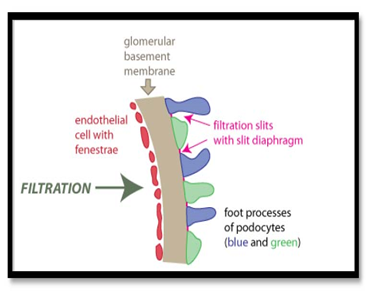 glomerular
basement
membrane
endothelial
cell with
fenestrae
filtration slits
with slit diaphragm
FILTRATION
foot processes
of podocytes
(blue and green)